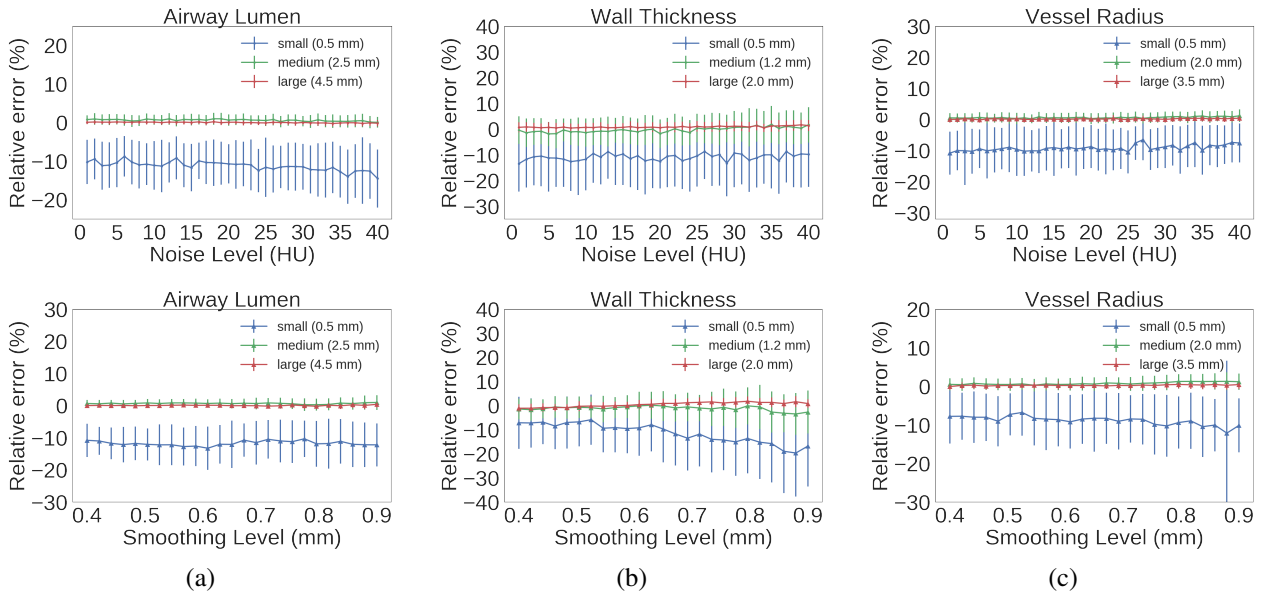 Airway Lumen
Relative error (%)
20
10
0
−10
−20
small (0.5 mm)
medium (2.5 mm)
large (4.5 mm)
0 5 10 15 20 25 30 35 40
Noise Level (HU)
Wall Thickness
Relative error (%)
40
30
20
10
0
−10
−20
−30
small (0.5 mm)
medium (1.2 mm)
large (2.0 mm)
0 5 10 15 20 25 30 35 40
Noise Level (HU)
Vessel Radius
Relative error (%)
30
20
10
0
−10
−20
−30
small (0.5 mm)
medium (2.0 mm)
large (3.5 mm)
0 5 10 15 20 25 30 35 40
Noise Level (HU)
Airway Lumen
Relative error (%)
30
20
10
0
−10
−20
−30
small (0.5 mm)
medium (2.5 mm)
large (4.5 mm)
0.4 0.5 0.6 0.7 0.8 0.9
Smoothing Level (mm)
Wall Thickness
Relative error (%)
40
30
20
10
0
−10
−20
−30
−40
small (0.5 mm)
medium (1.2 mm)
large (2.0 mm)
0.4 0.5 0.6 0.7 0.8 0.9
Smoothing Level (mm)
Vessel Radius
Relative error (%)
20
10
0
−10
−20
−30
small (0.5 mm)
medium (2.0 mm)
large (3.5 mm)
0.4 0.5 0.6 0.7 0.8 0.9
Smoothing Level (mm)
(a)
(b)
(c)